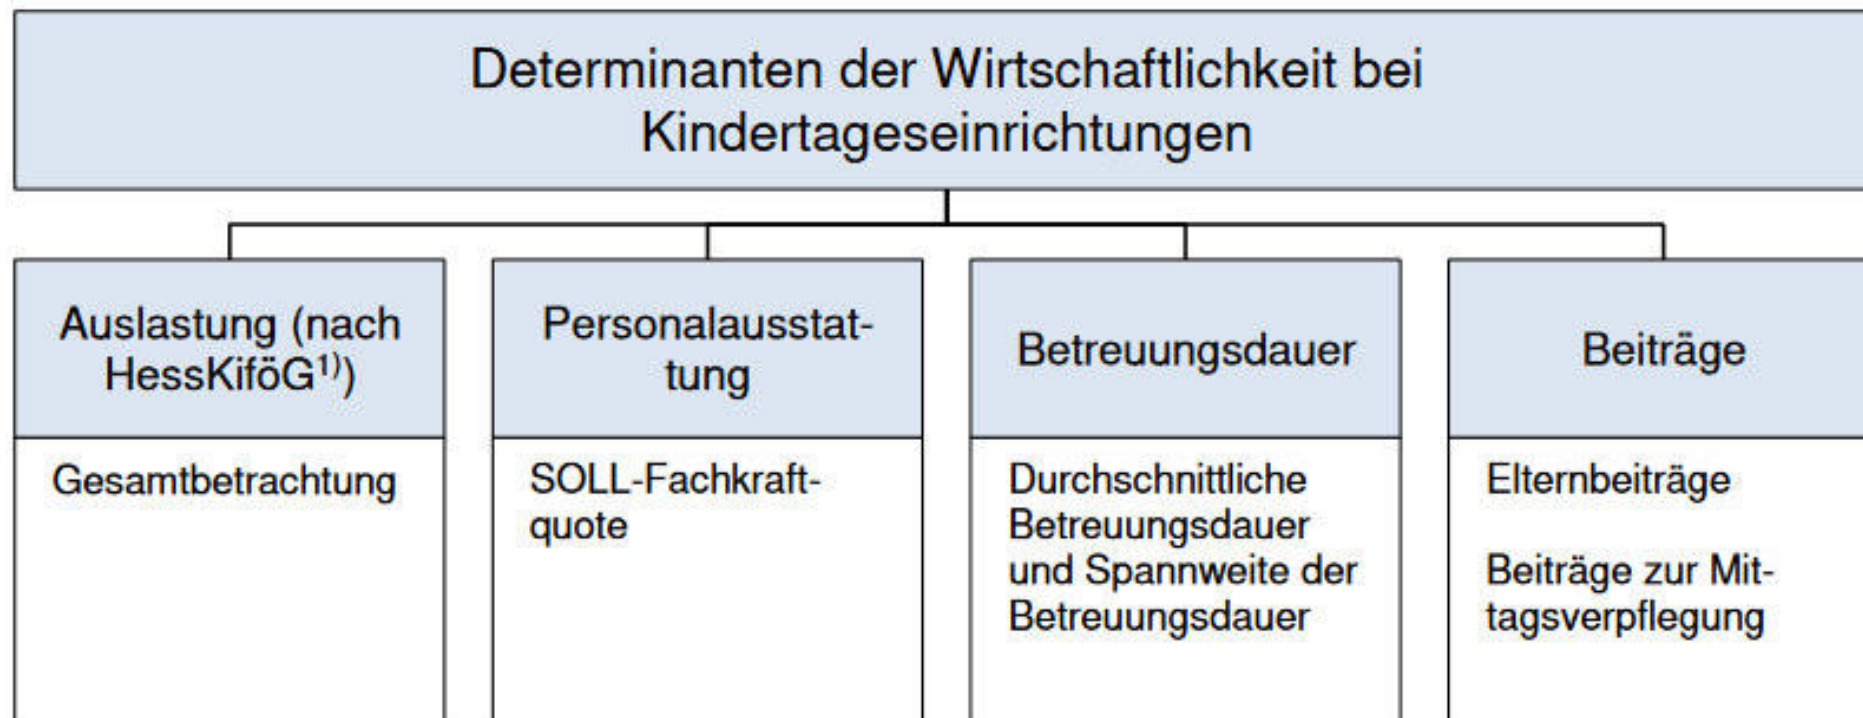 Determinanten der Wirtschaftlichkeit bei
Kindertageseinrichtungen
Auslastung (nach
HessKiföG¹⁾)
Gesamtbetrachtung
Personalausstat-
tung
SOLL-Fachkraft-
quote
Betreuungsdauer
Durchschnittliche
Betreuungsdauer
und Spannweite der
Betreuungsdauer
Beiträge
Elternbeiträge
Beiträge zur Mit-
tagsverpflegung